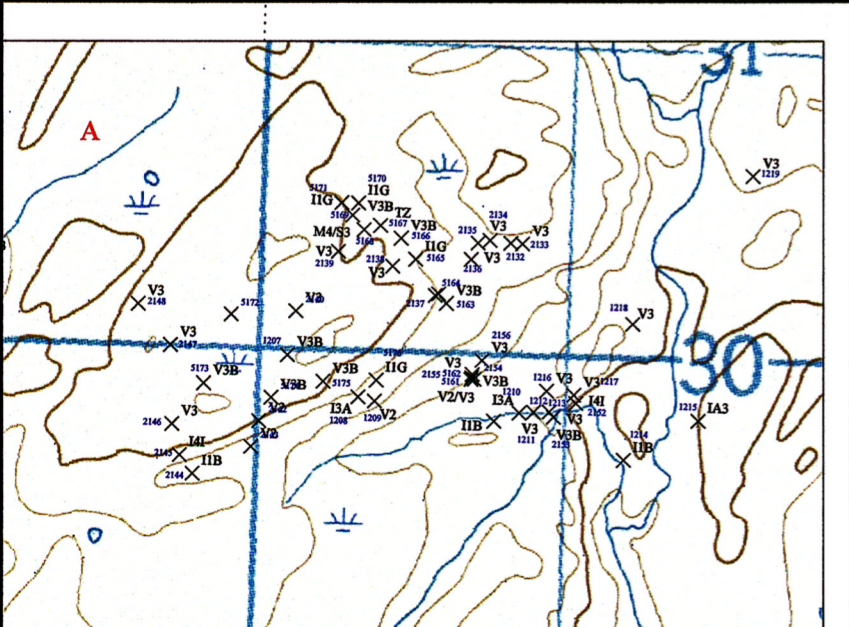 31
A
V3
1219
5170
5171
I1G
I1G
V3B
5169
TZ
5167
V3B
M4/S3
5168
5166
2134
2135
V3
V3
V3
2139
I1G
5165
V3
2132
2133
2138
V3
2136
V3
2148
5172
V3
2137
5164
V3B
5163
1218
V3
V3
2147
1207
V3B
2156
V3
30
5173
V3B
V3B
5175
I1G
V3
2155
5162
5161
2154
V3B
V2/V3
1210
I3A
1216
V3
V3
1217
I4I
2152
I3A
1208
V2
1209
1212
1213
V3
2146
V2
V2
I1B
V3
1211
V3
V3B
2153
1215
IA3
I4I
2145
I1B
2144
1214
I1B